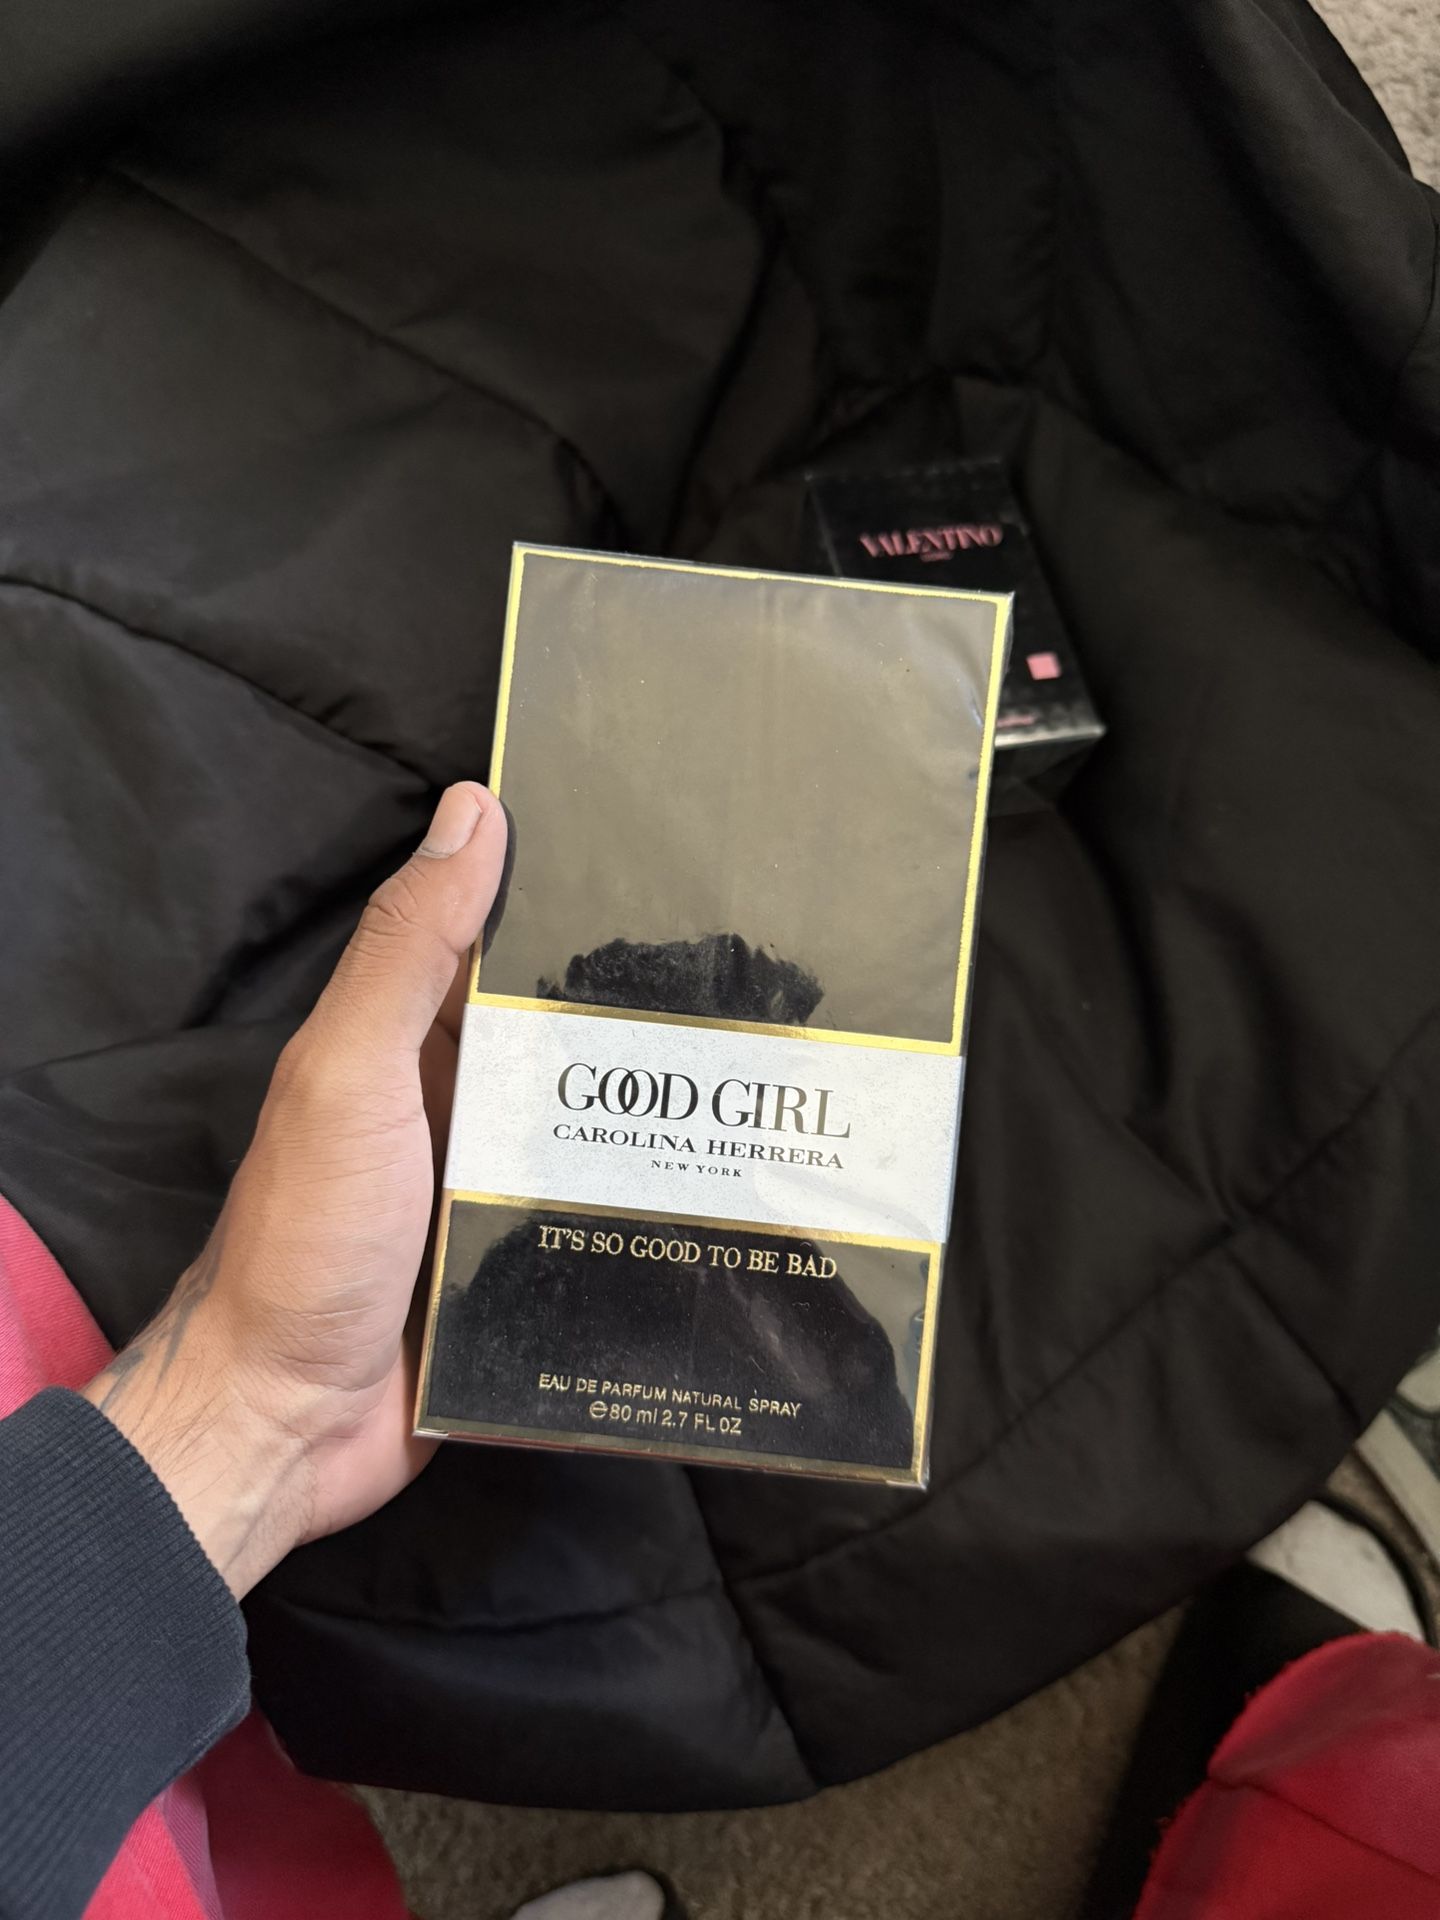 VALENTINO
GOOD GIRL
CAROLINA HERRERA
NEW YORK
IT'S SO GOOD TO BE BAD
EAU DE PARFUM NATURAL SPRAY
℮80 ml 2.7 FL OZ